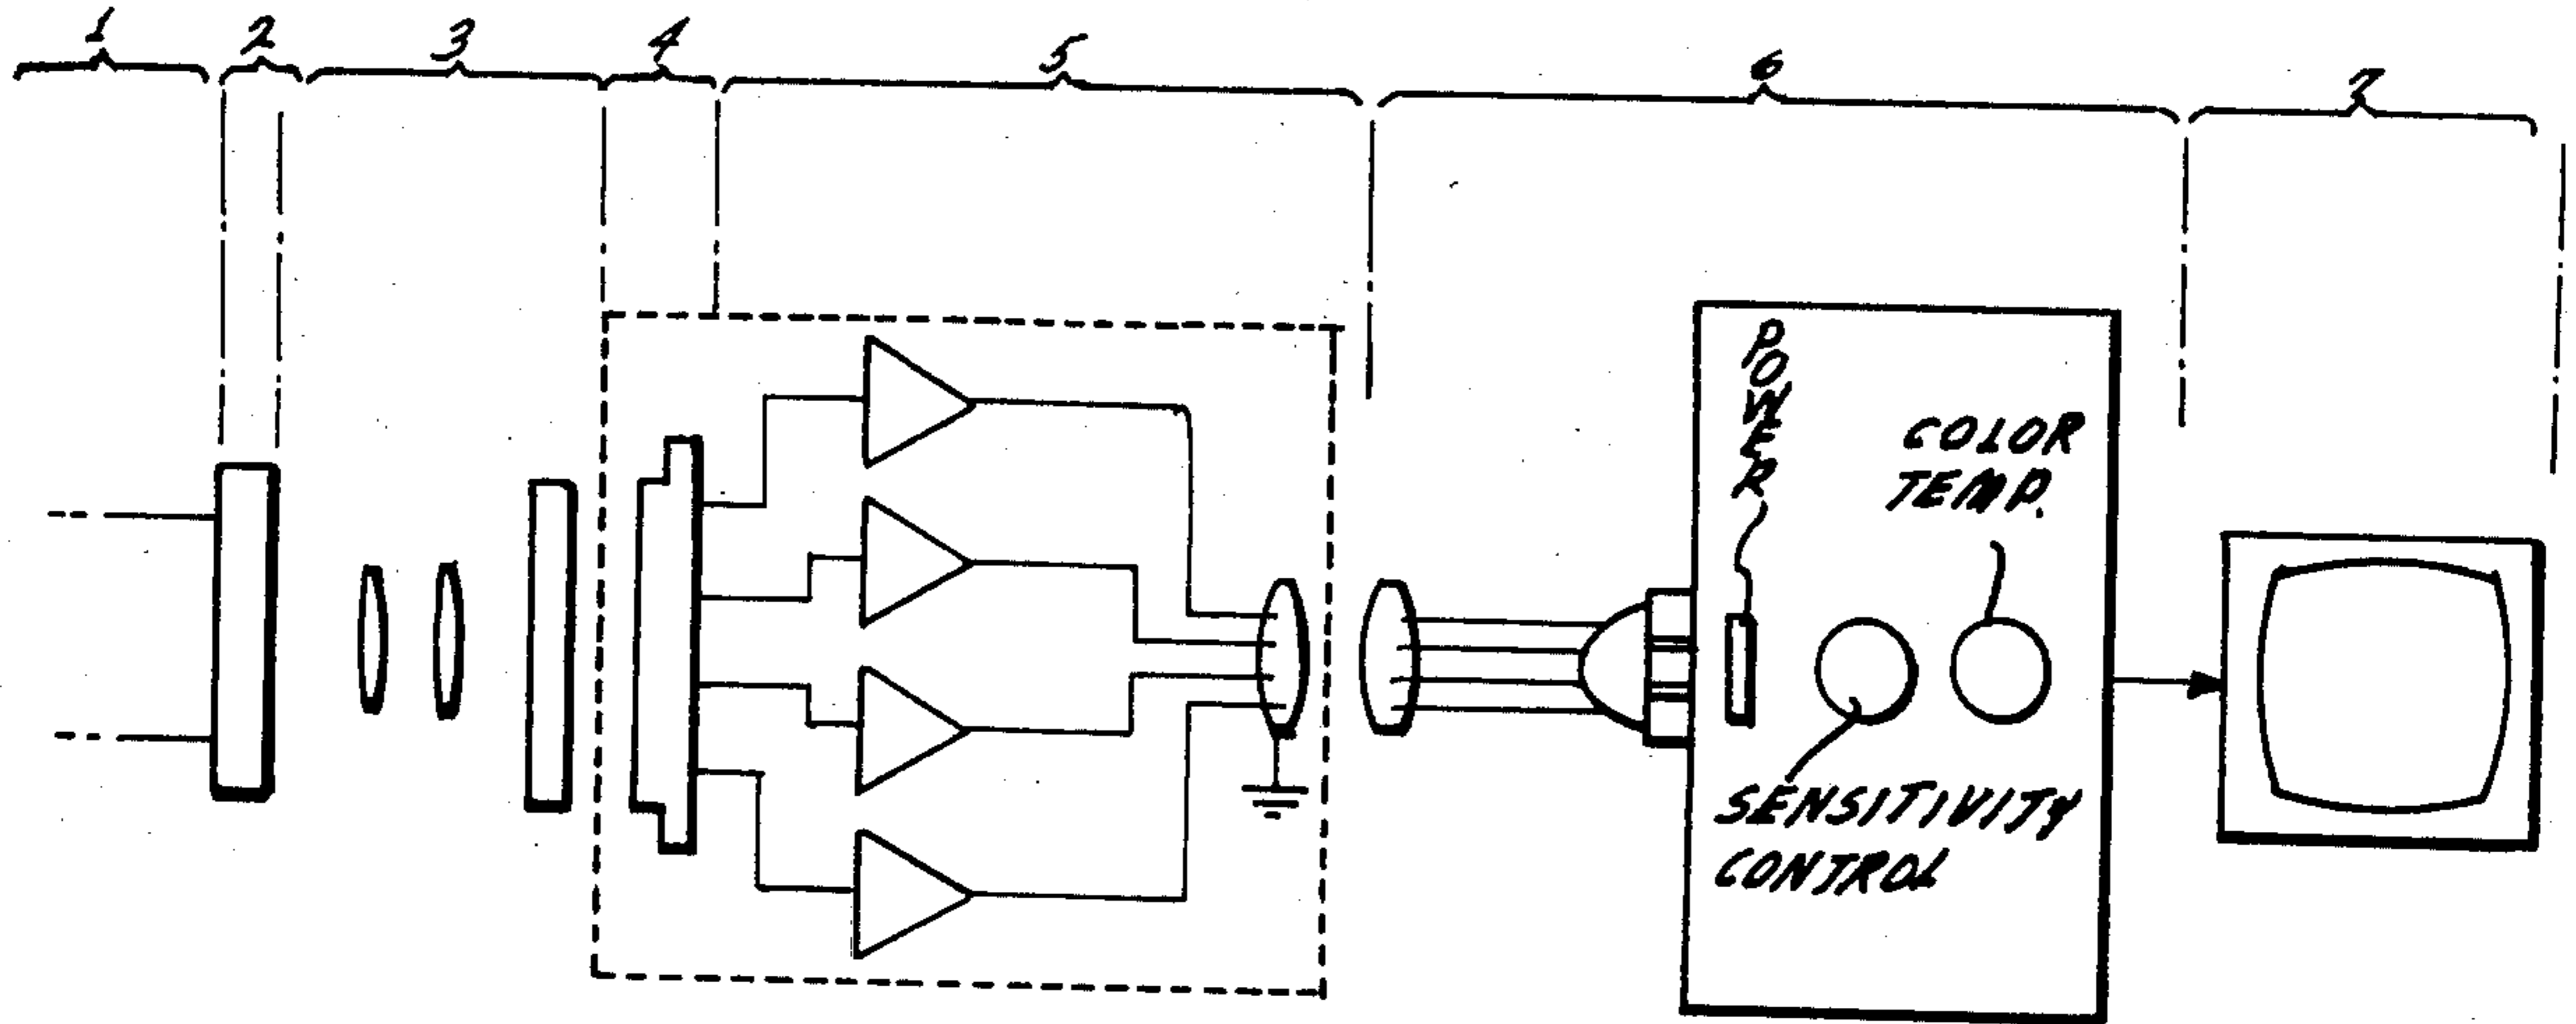 1 2 3 4 5 6 7
POWER
COLOR
TEMP.
SENSITIVITY
CONTROL